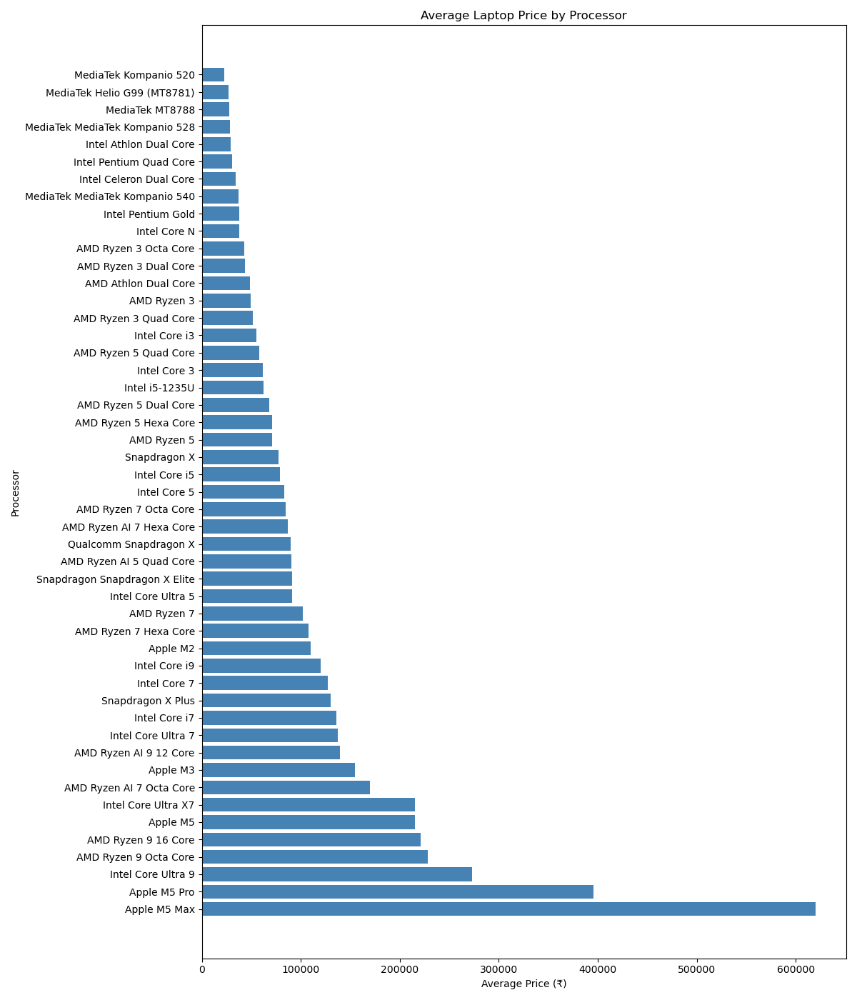 Average Laptop Price by Processor
Processor
MediaTek Kompanio 520
MediaTek Helio G99 (MT8781)
MediaTek MT8788
MediaTek MediaTek Kompanio 528
Intel Athlon Dual Core
Intel Pentium Quad Core
Intel Celeron Dual Core
MediaTek MediaTek Kompanio 540
Intel Pentium Gold
Intel Core N
AMD Ryzen 3 Octa Core
AMD Ryzen 3 Dual Core
AMD Athlon Dual Core
AMD Ryzen 3
AMD Ryzen 3 Quad Core
Intel Core i3
AMD Ryzen 5 Quad Core
Intel Core 3
Intel i5-1235U
AMD Ryzen 5 Dual Core
AMD Ryzen 5 Hexa Core
AMD Ryzen 5
Snapdragon X
Intel Core i5
Intel Core 5
AMD Ryzen 7 Octa Core
AMD Ryzen AI 7 Hexa Core
Qualcomm Snapdragon X
AMD Ryzen AI 5 Quad Core
Snapdragon Snapdragon X Elite
Intel Core Ultra 5
AMD Ryzen 7
AMD Ryzen 7 Hexa Core
Apple M2
Intel Core i9
Intel Core 7
Snapdragon X Plus
Intel Core i7
Intel Core Ultra 7
AMD Ryzen AI 9 12 Core
Apple M3
AMD Ryzen AI 7 Octa Core
Intel Core Ultra X7
Apple M5
AMD Ryzen 9 16 Core
AMD Ryzen 9 Octa Core
Intel Core Ultra 9
Apple M5 Pro
Apple M5 Max
0 100000 200000 300000 400000 500000 600000
Average Price (₹)